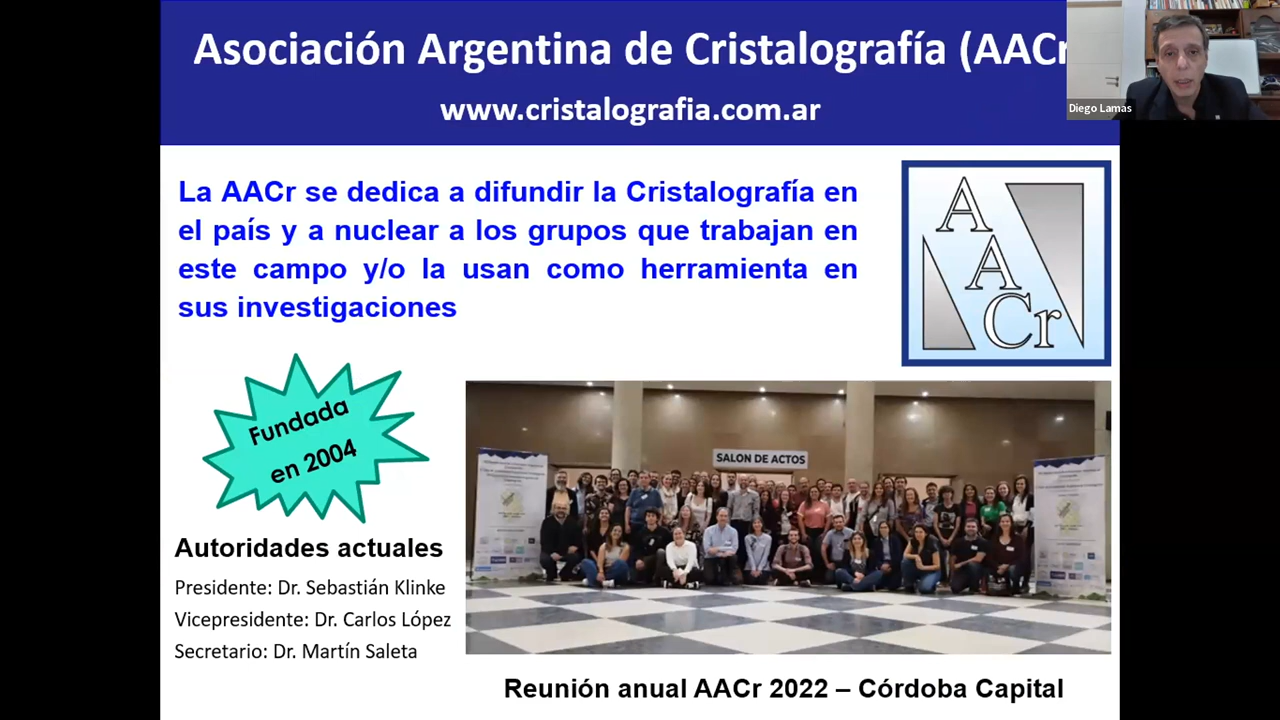 Asociación Argentina de Cristalografía (AACr
www.cristalografia.com.ar
Diego Lamas
La AACr se dedica a difundir la Cristalografía en
el país y a nuclear a los grupos que trabajan en
este campo y/o la usan como herramienta en
sus investigaciones
A
A
Cr
Fundada
en 2004
SALON DE ACTOS
Autoridades actuales
Presidente: Dr. Sebastián Klinke
Vicepresidente: Dr. Carlos López
Secretario: Dr. Martín Saleta
Reunión anual AACr 2022 – Córdoba Capital